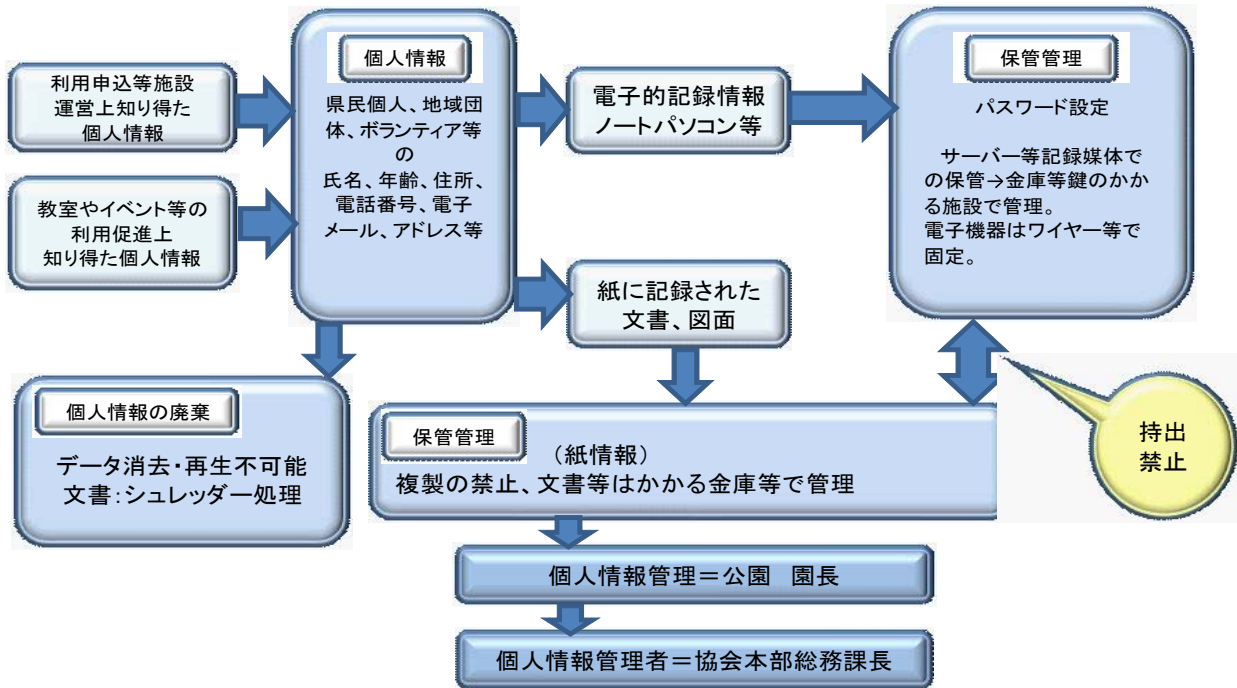 利用申込等施設
運営上知り得た
個人情報
教室やイベント等の
利用促進上
知り得た個人情報
個人情報
県民個人、地域団
体、ボランティア等
の
氏名、年齢、住所、
電話番号、電子
メール、アドレス等
電子的記録情報
ノートパソコン等
紙に記録された
文書、図面
保管管理
パスワード設定
サーバー等記録媒体で
の保管→金庫等鍵のかか
る施設で管理。
電子機器はワイヤー等で
固定。
持出
禁止
個人情報の廃棄
データ消去・再生不可能
文書：シュレッダー処理
保管管理
（紙情報）
複製の禁止、文書等はかかる金庫等で管理
個人情報管理＝公園　園長
個人情報管理者＝協会本部総務課長